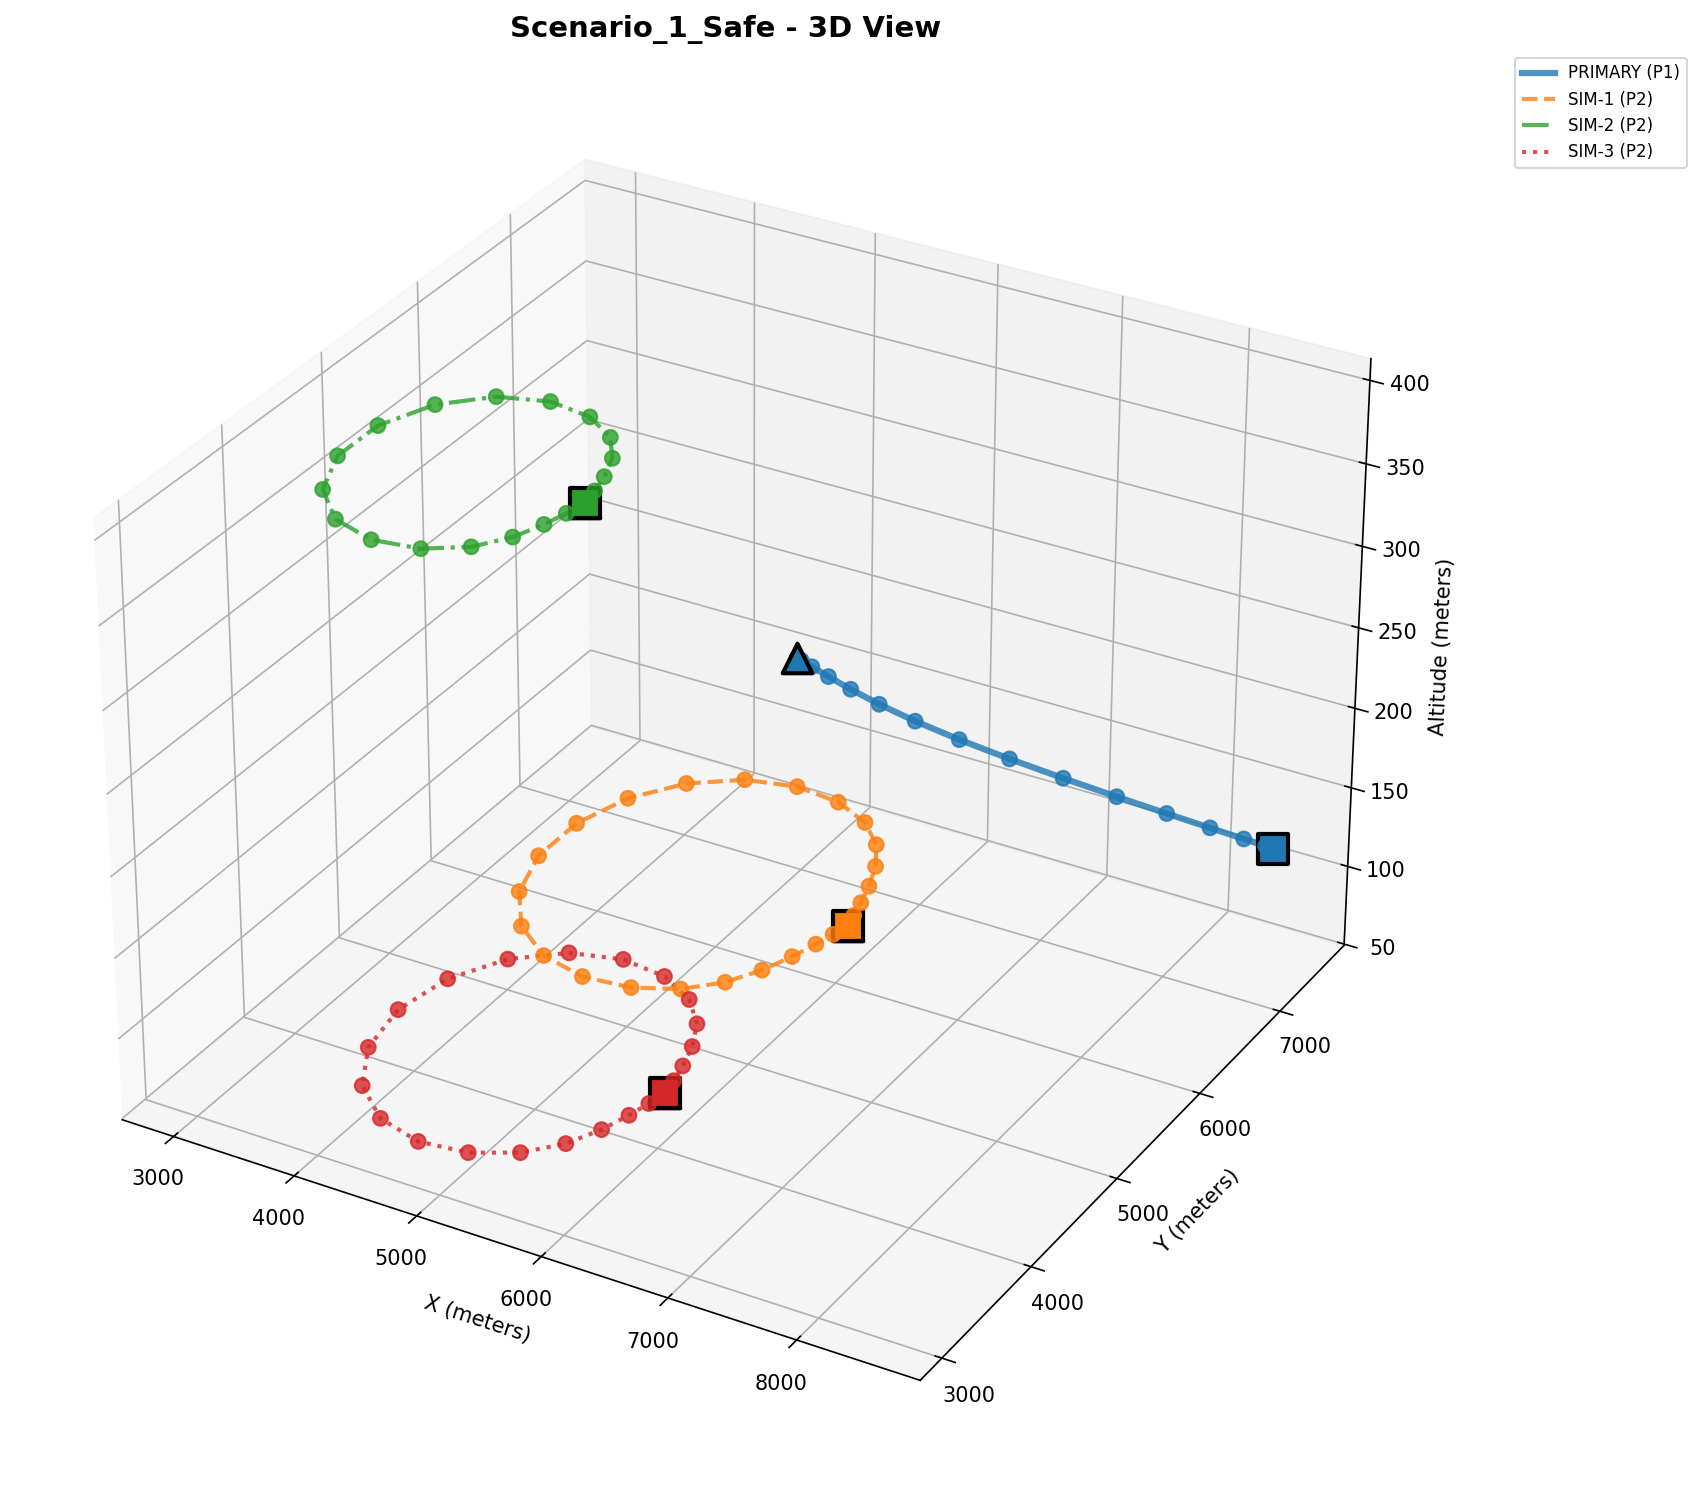 Scenario_1_Safe - 3D View
PRIMARY (P1)
SIM-1 (P2)
SIM-2 (P2)
SIM-3 (P2)
400
350
300
250
200
150
100
50
Altitude (meters)
7000
6000
5000
4000
3000
Y (meters)
3000
4000
5000
6000
7000
8000
X (meters)